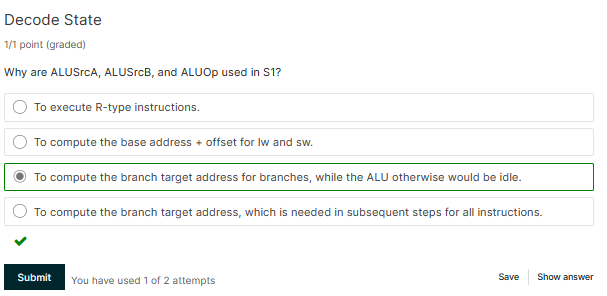 Decode State
1/1 point (graded)
Why are ALUSrcA, ALUSrcB, and ALUOp used in S1?
To execute R-type instructions.
To compute the base address + offset for lw and sw.
To compute the branch target address for branches, while the ALU otherwise would be idle.
To compute the branch target address, which is needed in subsequent steps for all instructions.
Submit You have used 1 of 2 attempts Save Show answer